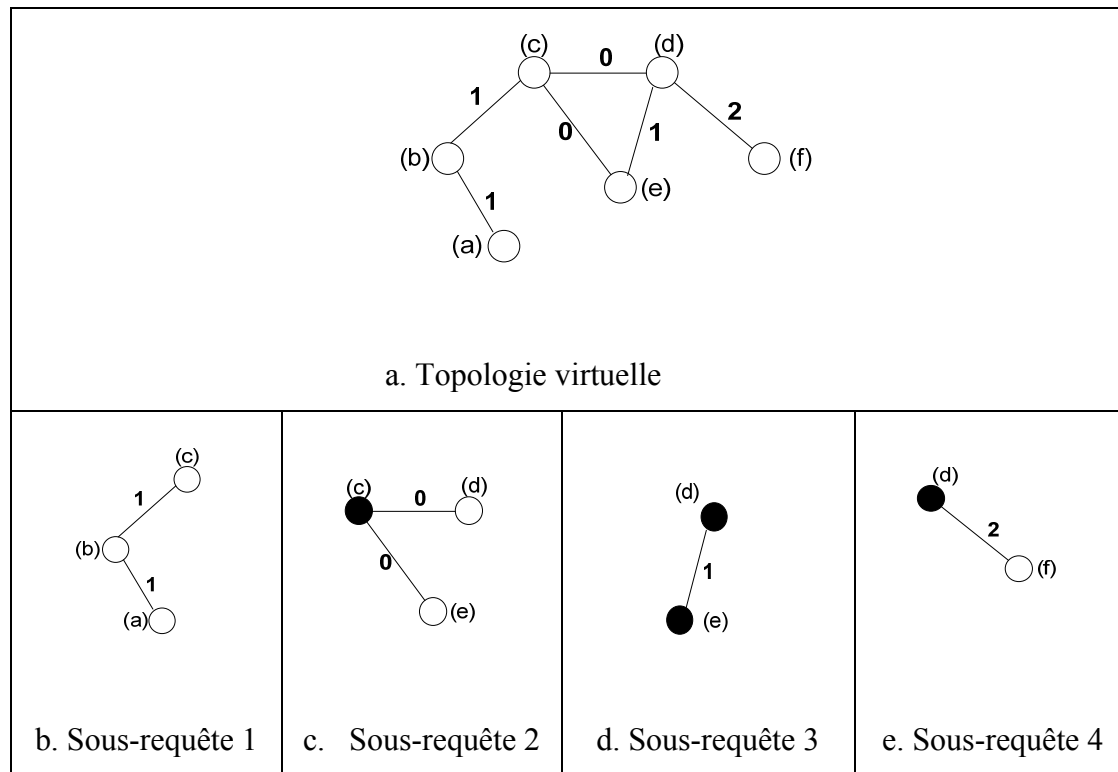 (c) 0 (d)
1 0 1 2
(b) (e) (f)
1
(a)
a. Topologie virtuelle
(c)
1
(b)
1
(a)
b. Sous-requête 1
(c) 0 (d)
0
(e)
c. Sous-requête 2
(d)
1
(e)
d. Sous-requête 3
(d)
2
(f)
e. Sous-requête 4